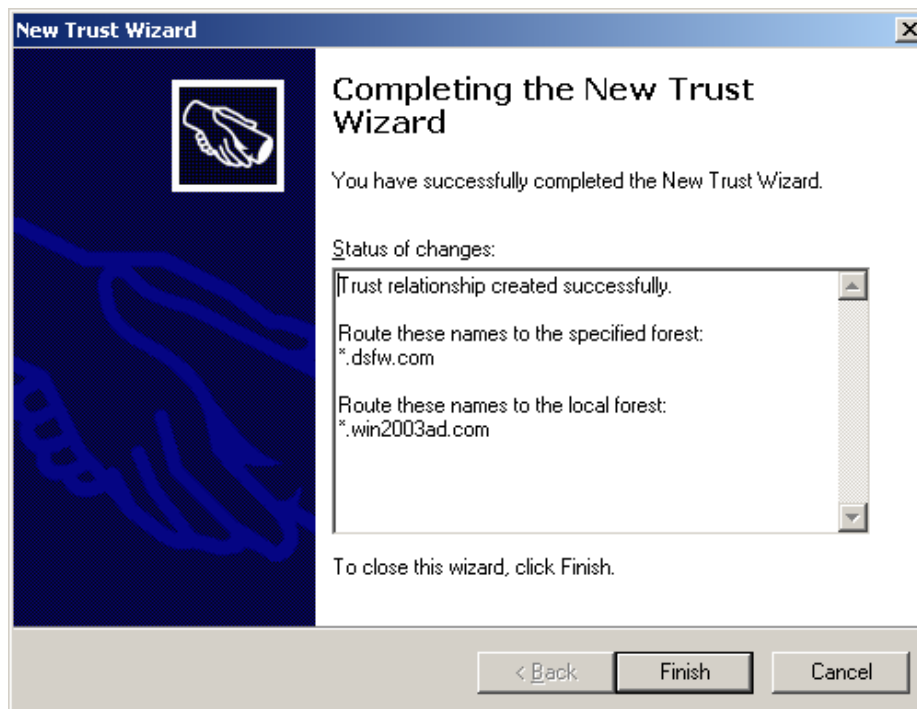 New Trust Wizard
Completing the New Trust
Wizard
You have successfully completed the New Trust Wizard.
Status of changes:
Trust relationship created successfully.
Route these names to the specified forest:
*.dsfw.com
Route these names to the local forest:
*.win2003ad.com
To close this wizard, click Finish.
< Back
Finish
Cancel